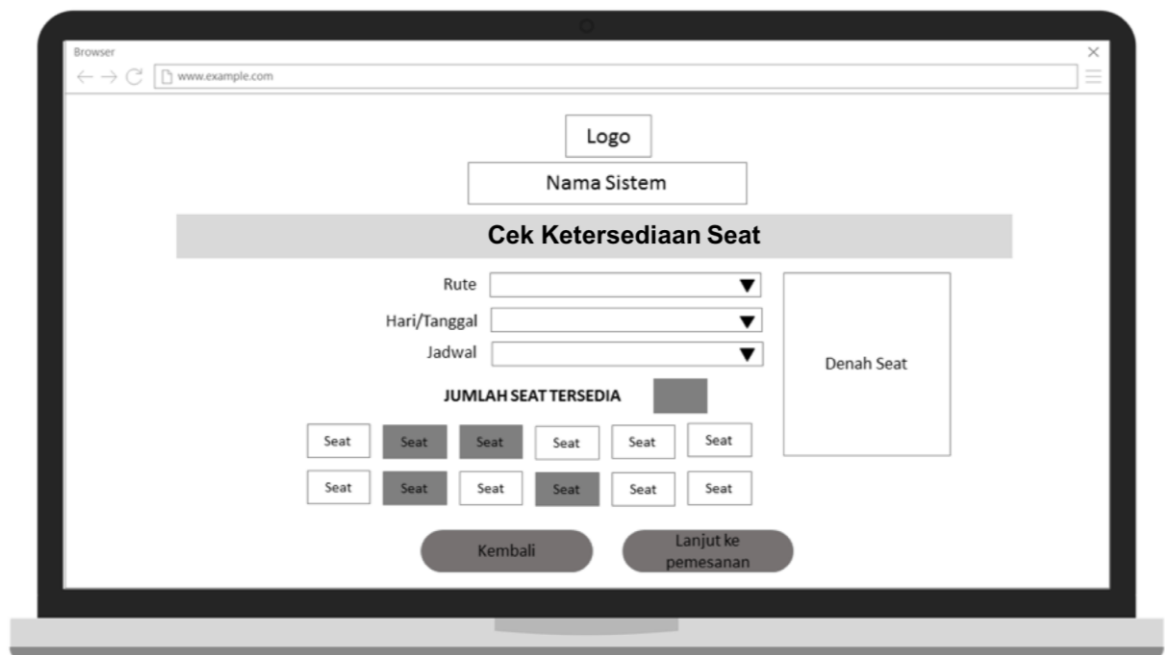 Browser
www.example.com
Logo
Nama Sistem
Cek Ketersediaan Seat
Rute
Hari/Tanggal
Jadwal
Denah Seat
JUMLAH SEAT TERSEDIA
Seat Seat Seat Seat Seat Seat
Seat Seat Seat Seat Seat Seat
Kembali
Lanjut ke
pemesanan